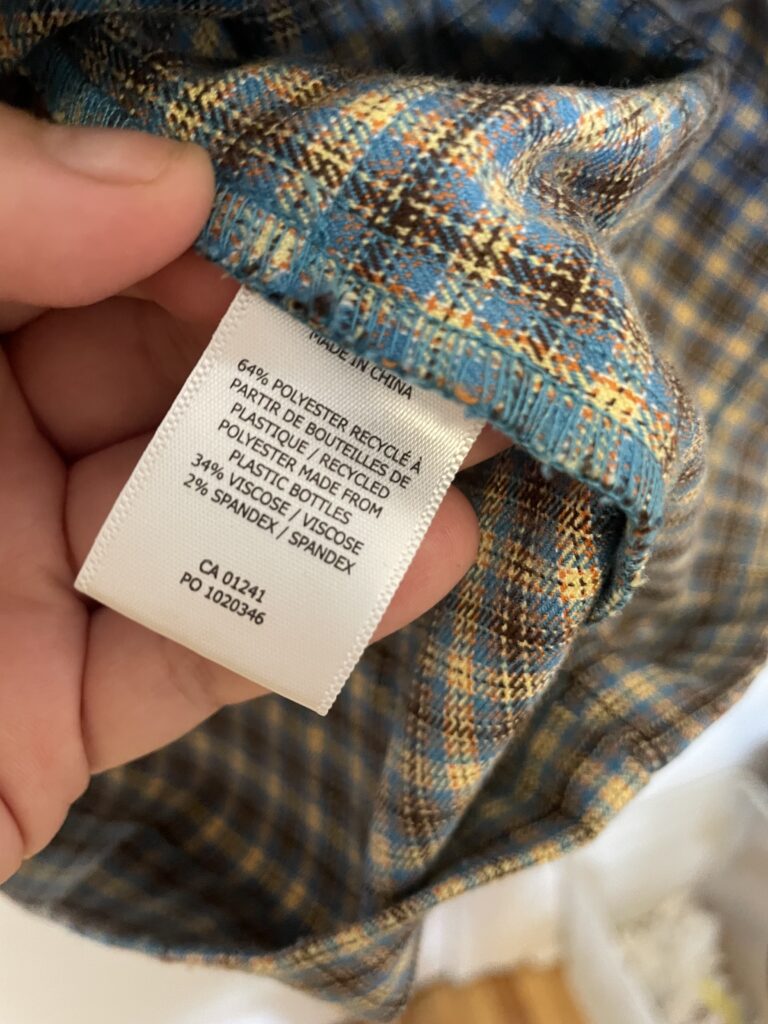 MADE IN CHINA
64% POLYESTER RECYCLÉ À
PARTIR DE BOUTEILLES DE
PLASTIQUE / RECYCLED
POLYESTER MADE FROM
PLASTIC BOTTLES
34% VISCOSE / VISCOSE
2% SPANDEX / SPANDEX
CA 01241
PO 1020346